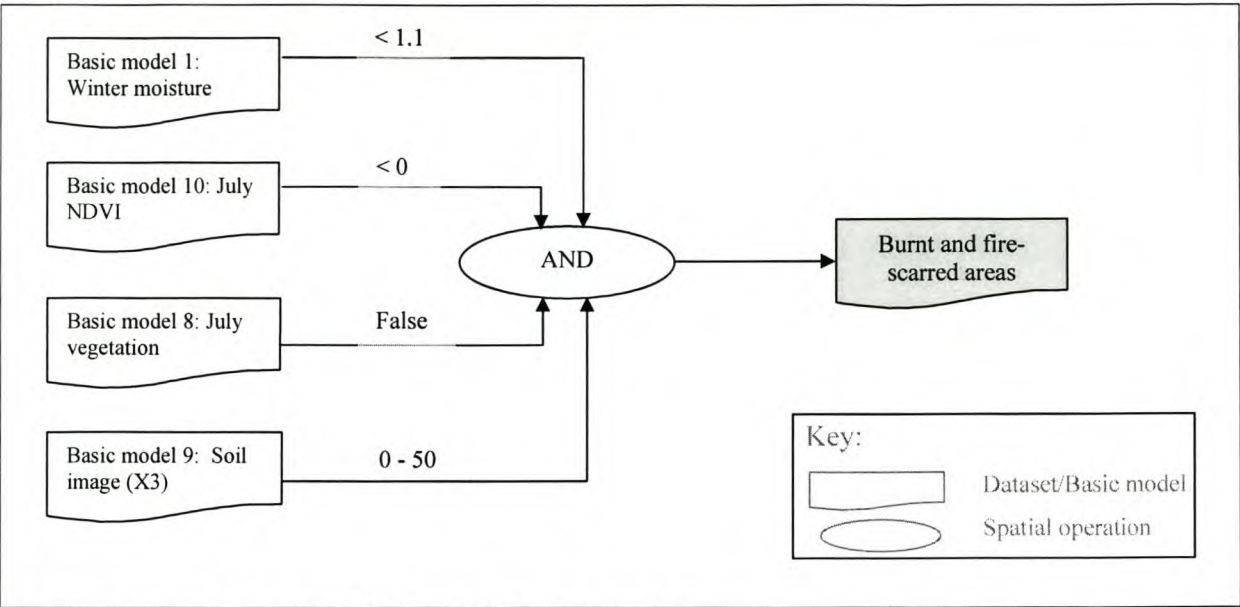 Basic model 1:
Winter moisture
< 1.1
Basic model 10: July
NDVI
< 0
Basic model 8: July
vegetation
False
Basic model 9: Soil
image (X3)
0 - 50
AND
Burnt and fire-
scarred areas
Key:
Dataset/Basic model
Spatial operation